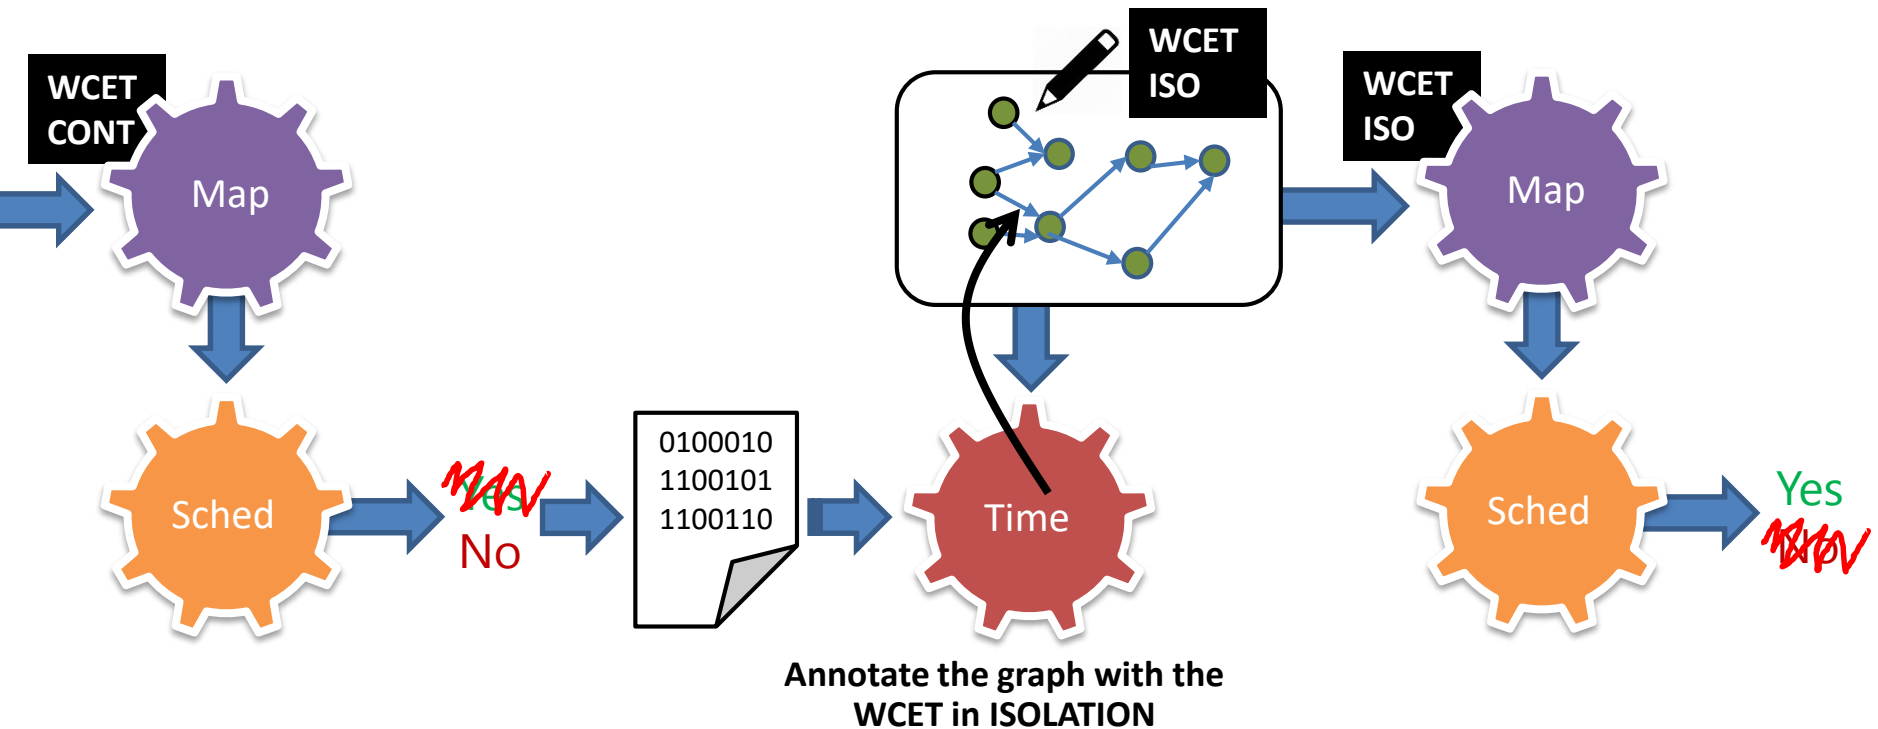 WCET
CONT
Map
Sched
Yes
No
0100010
1100101
1100110
WCET
ISO
Time
Annotate the graph with the
WCET in ISOLATION
WCET
ISO
Map
Sched
Yes
No